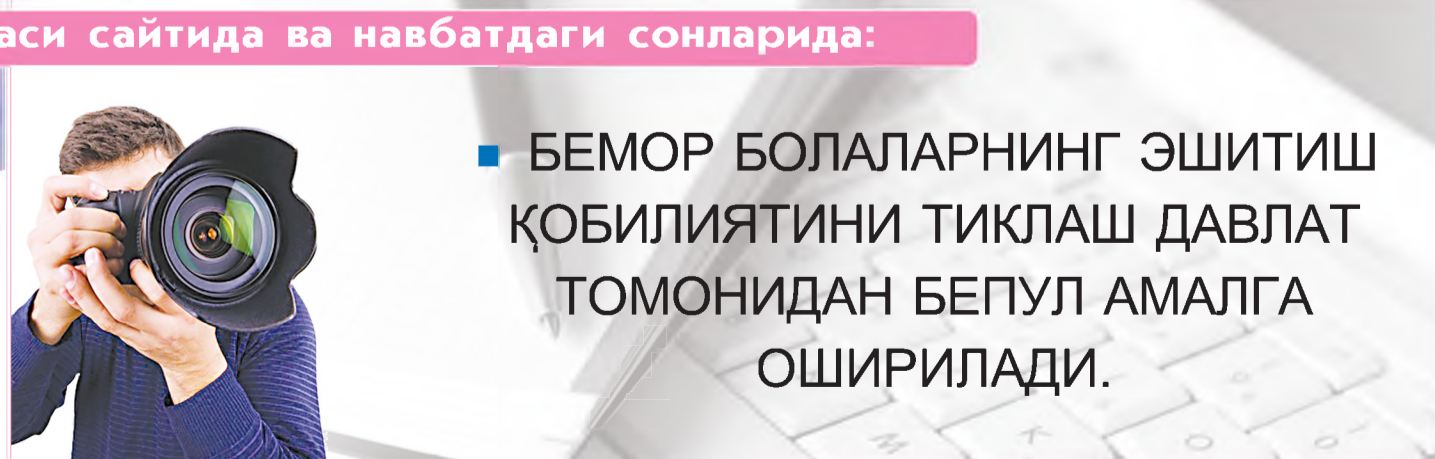 аси сайтида ва навбатдаги сонларида:
▪ БЕМОР БОЛАЛАРНИНГ ЭШИТИШ
ҚОБИЛИЯТИНИ ТИКЛАШ ДАВЛАТ
ТОМОНИДАН БЕПУЛ АМАЛГА
ОШИРИЛАДИ.